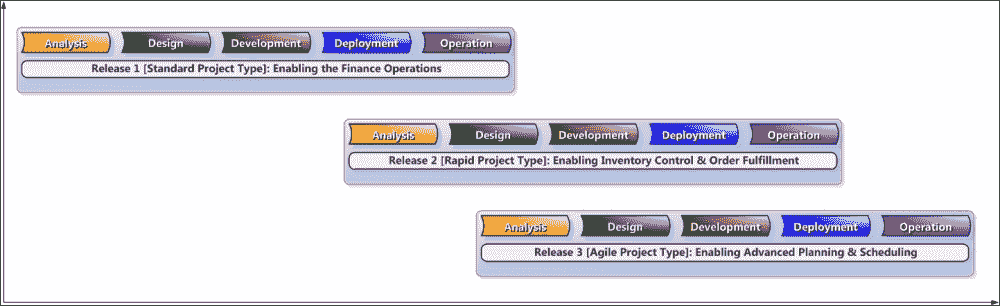 Analysis Design Development Deployment Operation
Release 1 [Standard Project Type]: Enabling the Finance Operations
Analysis Design Development Deployment Operation
Release 2 [Rapid Project Type]: Enabling Inventory Control & Order Fulfillment
Analysis Design Development Deployment Operation
Release 3 [Agile Project Type]: Enabling Advanced Planning & Scheduling